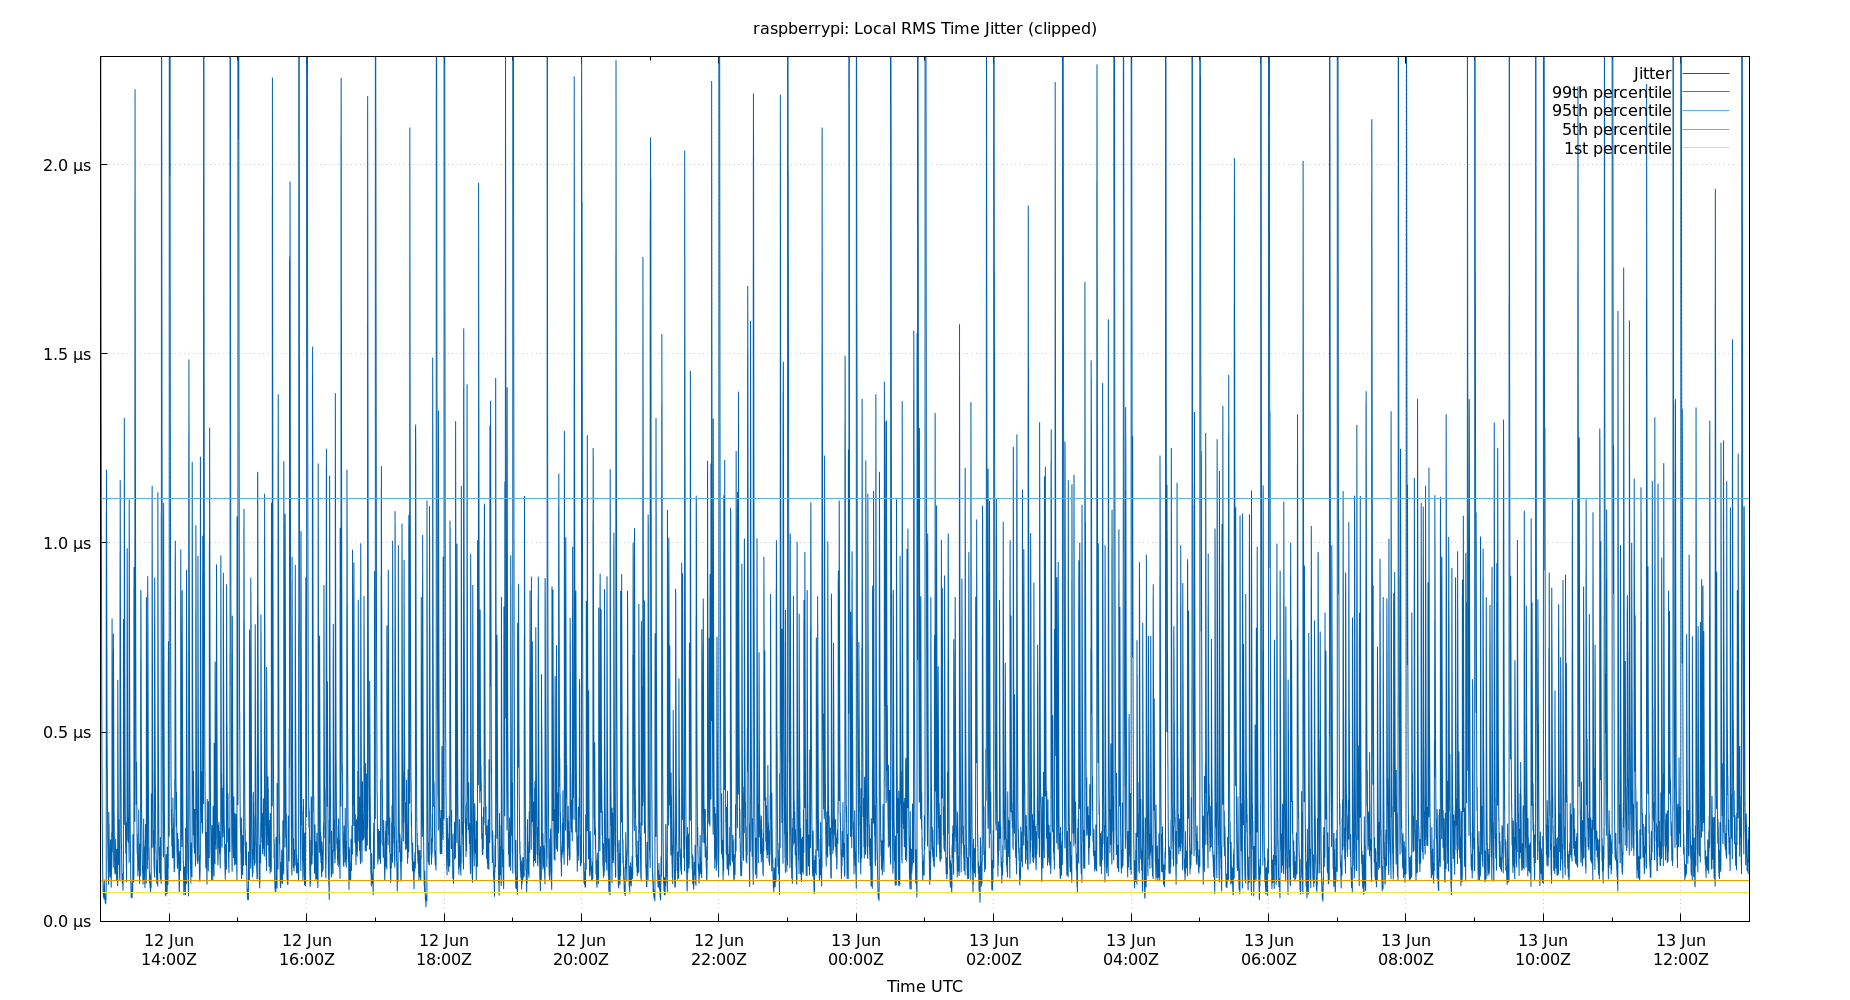 raspberrypi: Local RMS Time Jitter (clipped)
Jitter
99th percentile
95th percentile
5th percentile
1st percentile
2.0 µs
1.5 µs
1.0 µs
0.5 µs
0.0 µs
12 Jun 12 Jun 12 Jun 12 Jun 12 Jun 13 Jun 13 Jun 13 Jun 13 Jun 13 Jun 13 Jun 13 Jun
14:00Z 16:00Z 18:00Z 20:00Z 22:00Z 00:00Z 02:00Z 04:00Z 06:00Z 08:00Z 10:00Z 12:00Z
Time UTC